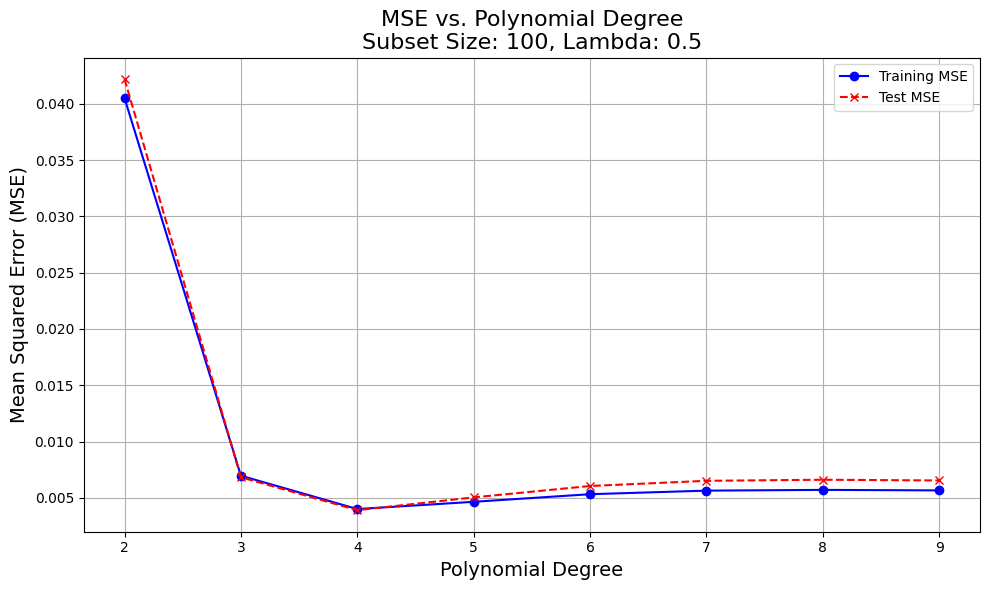 MSE vs. Polynomial Degree
Subset Size: 100, Lambda: 0.5
Training MSE
Test MSE
Mean Squared Error (MSE)
0.040
0.035
0.030
0.025
0.020
0.015
0.010
0.005
2 3 4 5 6 7 8 9
Polynomial Degree